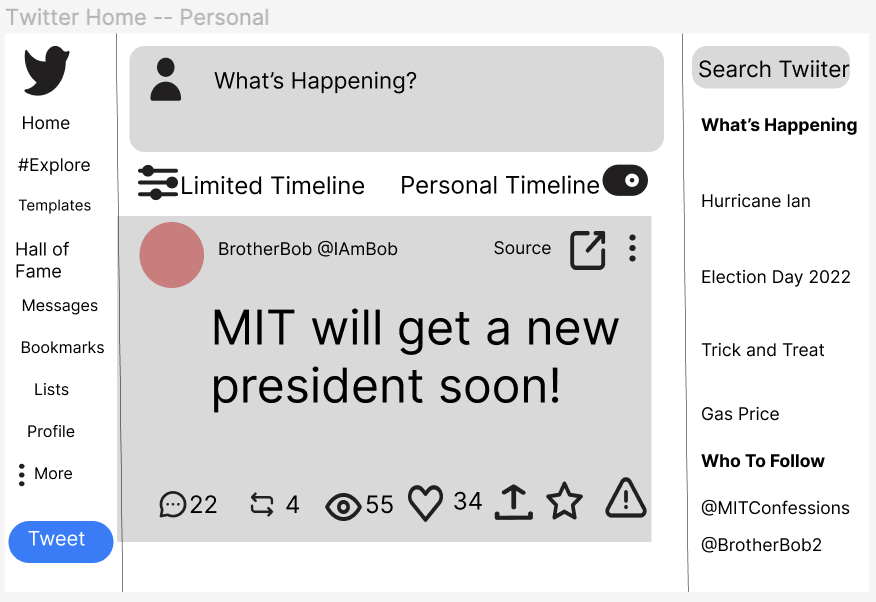 Twitter Home -- Personal
Home
#Explore
Templates
Hall of
Fame
Messages
Bookmarks
Lists
Profile
More
Tweet
What’s Happening?
Limited Timeline
Personal Timeline
BrotherBob @IAmBob
Source
MIT will get a new
president soon!
22
4
55
34
Search Twiiter
What’s Happening
Hurricane Ian
Election Day 2022
Trick and Treat
Gas Price
Who To Follow
@MITConfessions
@BrotherBob2